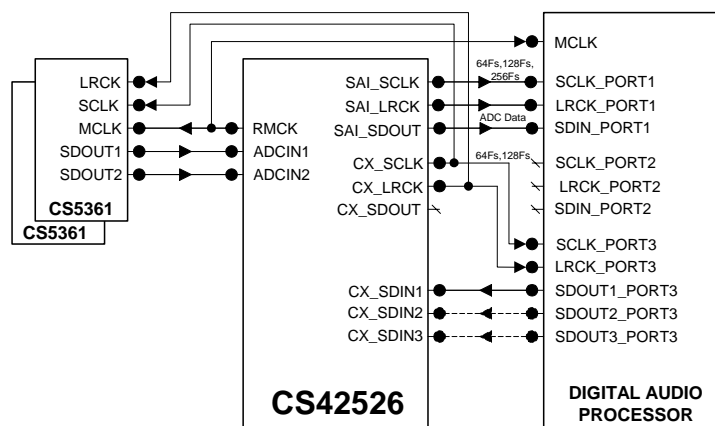 LRCK
SCLK
MCLK
SDOUT1
SDOUT2
CS5361
CS5361
RMCK
ADCIN1
ADCIN2
SAI_SCLK
SAI_LRCK
SAI_SDOUT
CX_SCLK
CX_LRCK
CX_SDOUT
CX_SDIN1
CX_SDIN2
CX_SDIN3
CS42526
64Fs,128Fs,
256Fs
ADC Data
64Fs,128Fs
MCLK
SCLK_PORT1
LRCK_PORT1
SDIN_PORT1
SCLK_PORT2
LRCK_PORT2
SDIN_PORT2
SCLK_PORT3
LRCK_PORT3
SDOUT1_PORT3
SDOUT2_PORT3
SDOUT3_PORT3
DIGITAL AUDIO
PROCESSOR